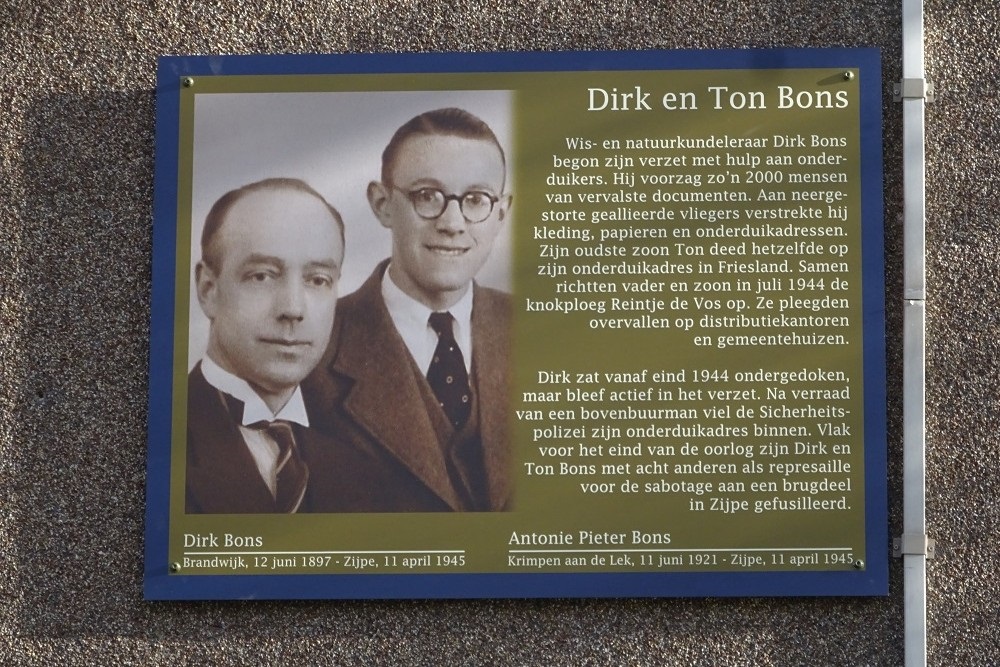 Dirk en Ton Bons
Wis- en natuurkundeleraar Dirk Bons
begon zijn verzet met hulp aan onder-
duikers. Hij voorzag zo'n 2000 mensen
van vervalste documenten. Aan neerge-
storte geallieerde vliegers verstrekte hij
kleding, papieren en onderduikadressen.
Zijn oudste zoon Ton deed hetzelfde op
zijn onderduikadres in Friesland. Samen
richtten vader en zoon in juli 1944 de
knokploeg Reintje de Vos op. Ze pleegden
overvallen op distributiekantoren
en gemeentehuizen.
Dirk zat vanaf eind 1944 ondergedoken,
maar bleef actief in het verzet. Na verraad
van een bovenbuurman viel de Sicherheits-
polizei zijn onderduikadres binnen. Vlak
voor het eind van de oorlog zijn Dirk en
Ton Bons met acht anderen als represaille
voor de sabotage aan een brugdeel
in Zijpe gefusilleerd.
Dirk Bons
Brandwijk, 12 juni 1897 - Zijpe, 11 april 1945
Antonie Pieter Bons
Krimpen aan de Lek, 11 juni 1921 - Zijpe, 11 april 1945